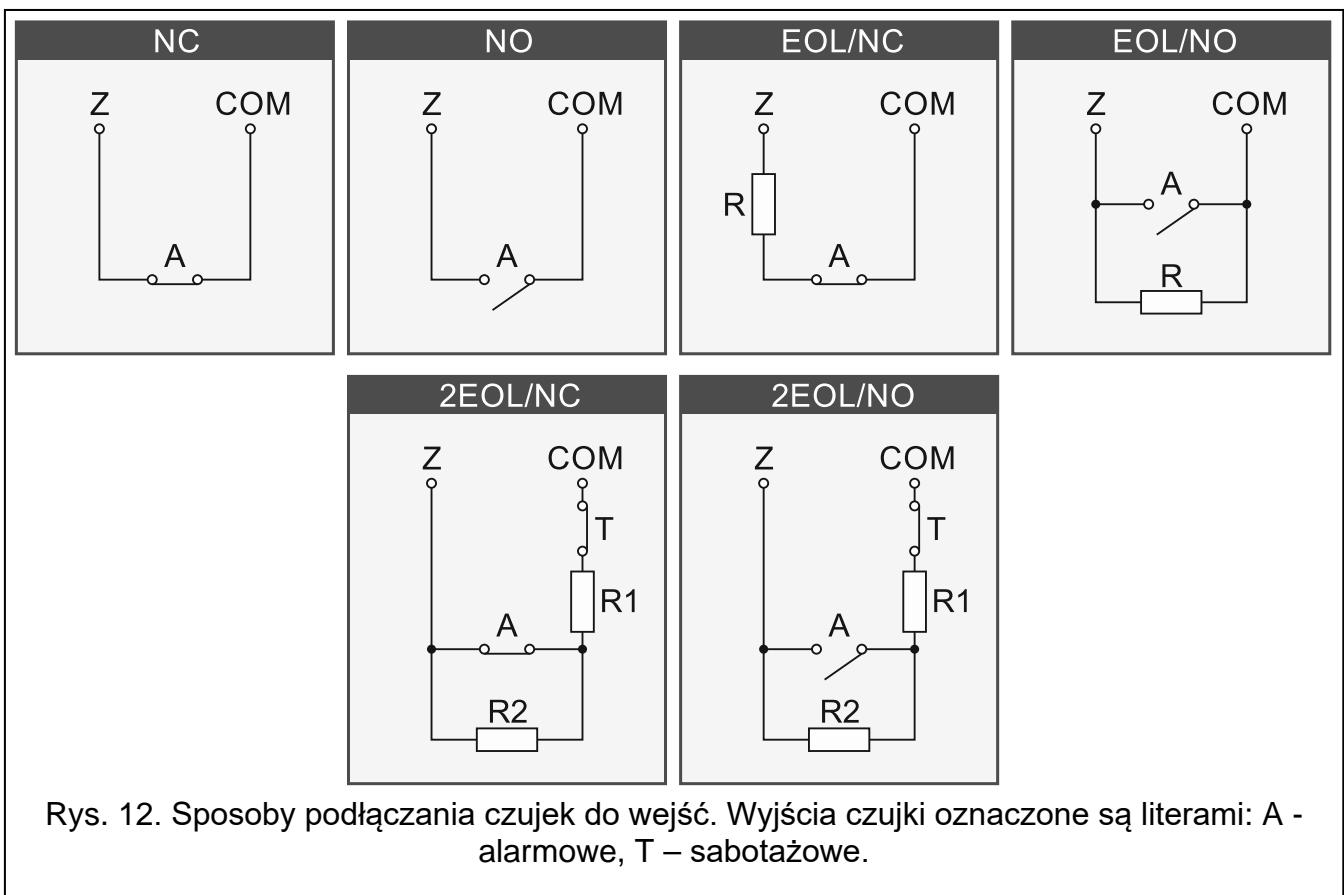 NC
Z COM
A
NO
Z COM
A
EOL/NC
Z COM
R
A
EOL/NO
Z COM
A
R
2EOL/NC
Z COM
T
R1
A
R2
2EOL/NO
Z COM
T
R1
A
R2
Rys. 12. Sposoby podłączania czujek do wejść. Wyjścia czujki oznaczone są literami: A -
alarmowe, T – sabotażowe.